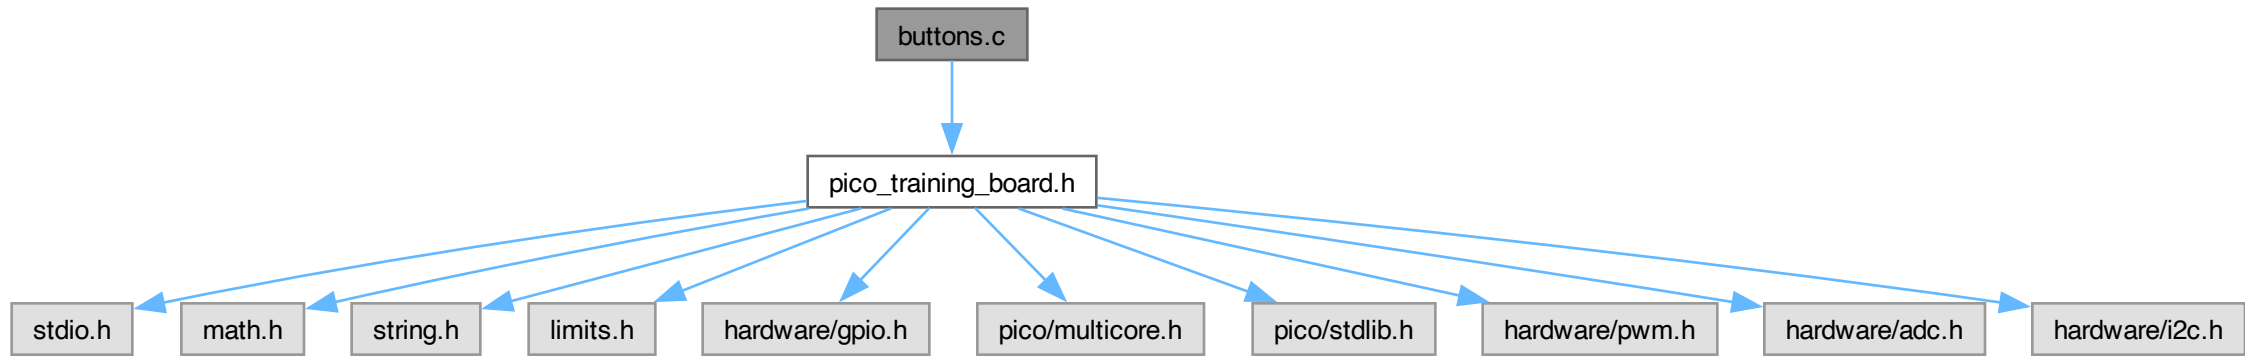 buttons.c
pico_training_board.h
stdio.h
math.h
string.h
limits.h
hardware/gpio.h
pico/multicore.h
pico/stdlib.h
hardware/pwm.h
hardware/adc.h
hardware/i2c.h